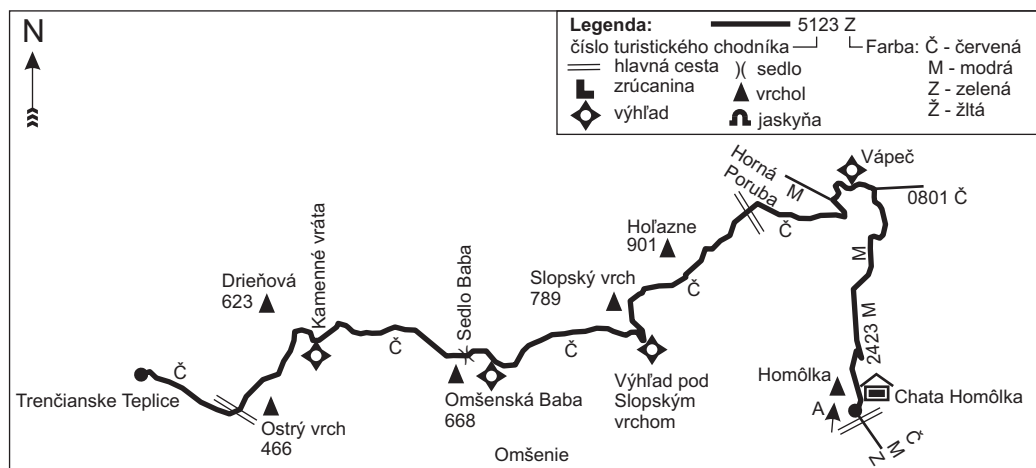 N
Legenda:
5123 Z
číslo turistického chodníka
Farba: Č - červená
hlavná cesta
)( sedlo
M - modrá
zrúcanina
vrchol
Z - zelená
výhľad
jaskyňa
Ž - žltá
Vápeč
Horná
Poruba
M
0801 Č
Č
Hoľazne
901
Č
M
Slopský vrch
789
Drieňová
623
Kamenné vráta
Sedlo Baba
Č
Č
2423 M
Č
Trenčianske Teplice
Ostrý vrch
466
Omšenská Baba
668
Výhľad pod
Slopským
vrchom
Homôlka
A
Chata Homôlka
Č
M
Z
Omšenie